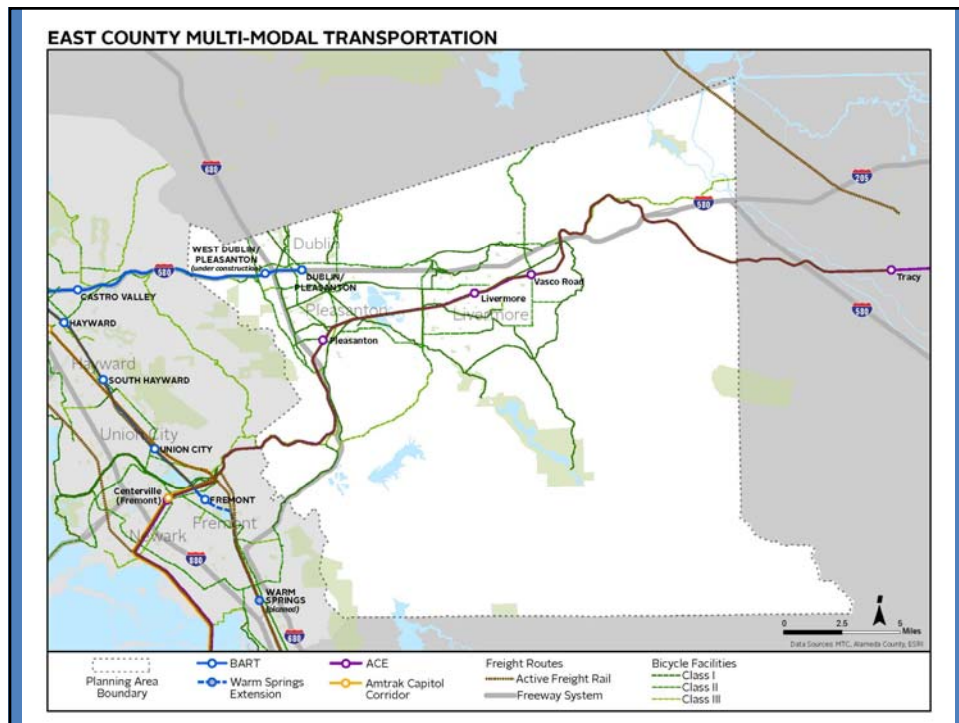 EAST COUNTY MULTI-MODAL TRANSPORTATION
680
205
580
Dublin
WEST DUBLIN/
PLEASANTON
(under construction)
580
DUBLIN/
PLEASANTON
Vasco Road
Tracy
CASTRO VALLEY
Livermore
Pleasanton
Livermore
580
HAYWARD
Pleasanton
Hayward
SOUTH HAYWARD
Union City
UNION CITY
Centerville
(Fremont)
FREMONT
Fremont
Newark
880
WARM
SPRINGS
(planned)
680
0 2.5 5
Miles
Data Sources: MTC, Alameda County, ESRI
Planning Area
Boundary
BART
Warm Springs
Extension
ACE
Amtrak Capitol
Corridor
Freight Routes
Active Freight Rail
Freeway System
Bicycle Facilities
Class I
Class II
Class III